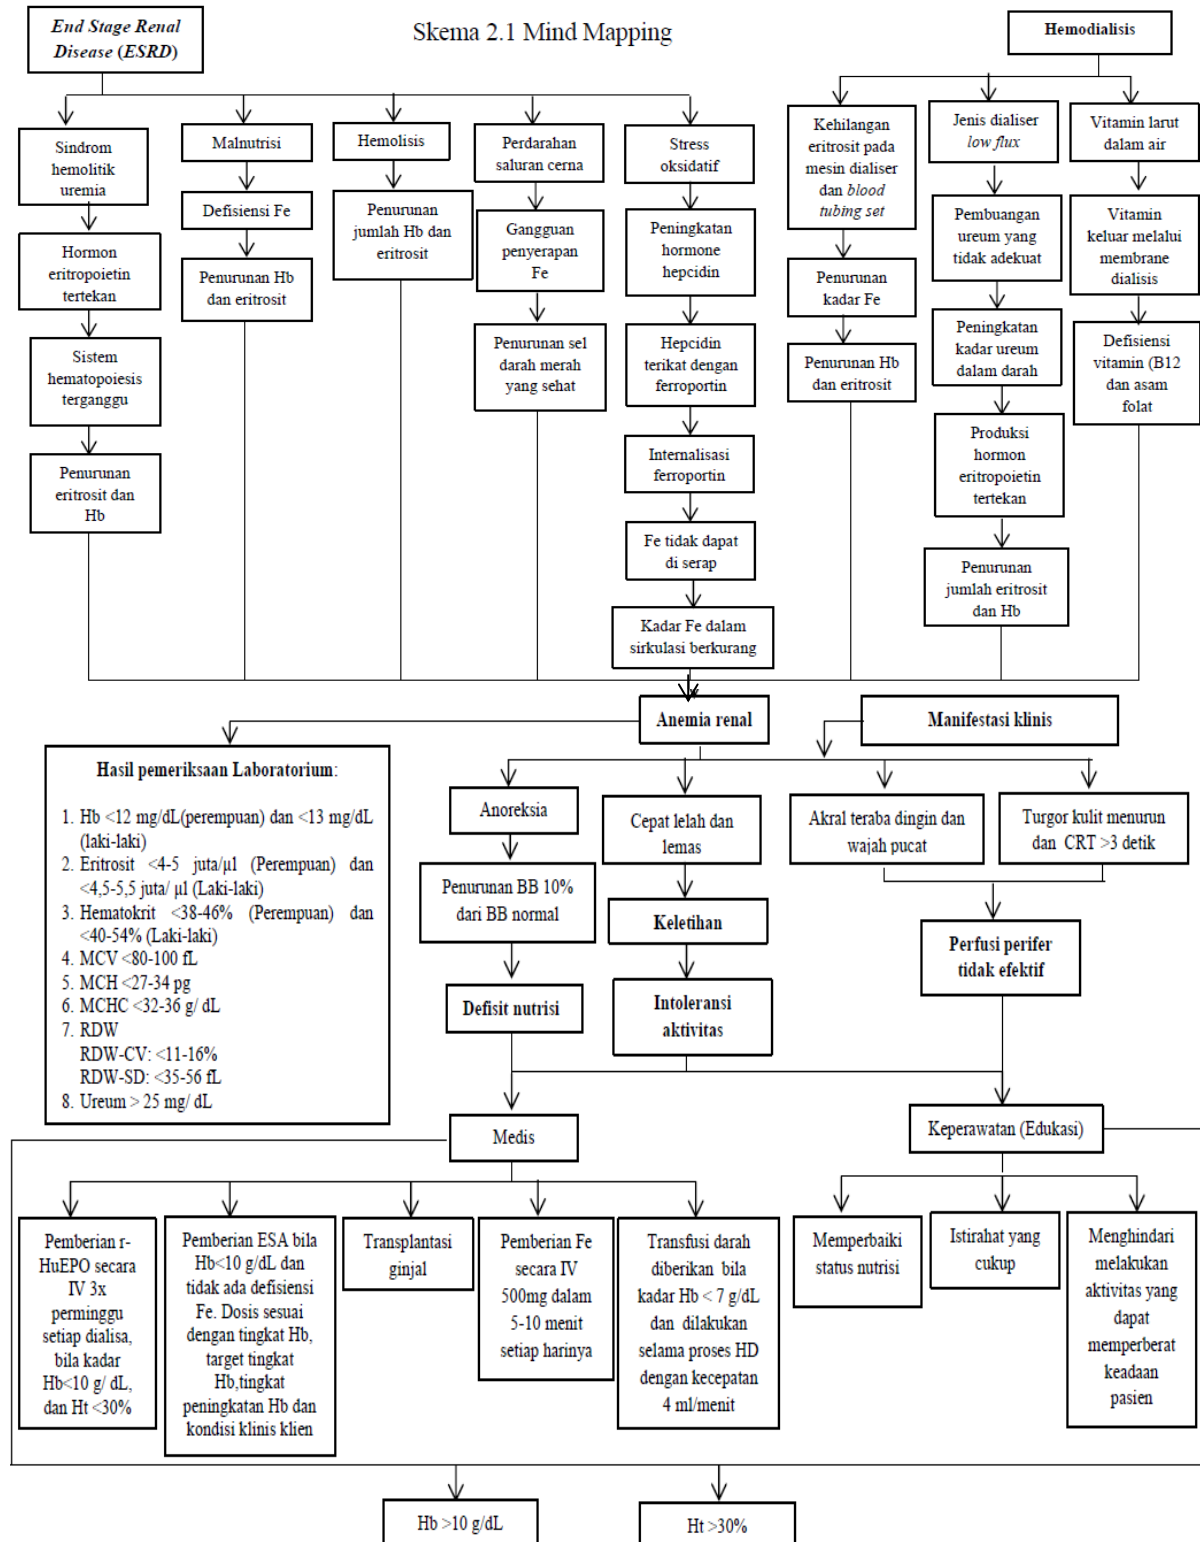 End Stage Renal
Disease (ESRD)
Skema 2.1 Mind Mapping
Hemodialisis
Sindrom
hemolitik
uremia
Hormon
eritropoietin
tertekan
Sistem
hematopoiesis
terganggu
Penurunan
eritrosit dan
Hb
Malnutrisi
Defisiensi Fe
Penurunan Hb
dan eritrosit
Hemolisis
Penurunan
jumlah Hb dan
eritrosit
Perdarahan
saluran cerna
Gangguan
penyerapan
Fe
Penurunan sel
darah merah
yang sehat
Stress
oksidatif
Peningkatan
hormone
hepcidin
Hepcidin
terikat dengan
ferroportin
Internalisasi
ferroportin
Fe tidak dapat
di serap
Kadar Fe dalam
sirkulasi berkurang
Kehilangan
eritrosit pada
mesin dialiser
dan blood
tubing set
Penurunan
kadar Fe
Penurunan Hb
dan eritrosit
Jenis dialiser
low flux
Pembuangan
ureum yang
tidak adekuat
Peningkatan
kadar ureum
dalam darah
Produksi
hormon
eritropoietin
tertekan
Penurunan
jumlah eritrosit
dan Hb
Vitamin larut
dalam air
Vitamin
keluar melalui
membrane
dialisis
Defisiensi
vitamin (B12
dan asam
folat
Anemia renal
Manifestasi klinis
Hasil pemeriksaan Laboratorium:
1. Hb <12 mg/dL(perempuan) dan <13 mg/dL
(laki-laki)
2. Eritrosit <4-5 juta/µl (Perempuan) dan
<4,5-5,5 juta/ µl (Laki-laki)
3. Hematokrit <38-46% (Perempuan) dan
<40-54% (Laki-laki)
4. MCV <80-100 fL
5. MCH <27-34 pg
6. MCHC <32-36 g/ dL
7. RDW
RDW-CV: <11-16%
RDW-SD: <35-56 fL
8. Ureum > 25 mg/ dL
Anoreksia
Penurunan BB 10%
dari BB normal
Defisit nutrisi
Cepat lelah dan
lemas
Keletihan
Intoleransi
aktivitas
Akral teraba dingin dan
wajah pucat
Turgor kulit menurun
dan CRT >3 detik
Perfusi perifer
tidak efektif
Medis
Keperawatan (Edukasi)
Pemberian r-
HuEPO secara
IV 3x
perminggu
setiap dialisa,
bila kadar
Hb<10 g/ dL,
dan Ht <30%
Pemberian ESA bila
Hb<10 g/dL dan
tidak ada defisiensi
Fe. Dosis sesuai
dengan tingkat Hb,
target tingkat
Hb,tingkat
peningkatan Hb dan
kondisi klinis klien
Transplantasi
ginjal
Pemberian Fe
secara IV
500mg dalam
5-10 menit
setiap harinya
Transfusi darah
diberikan bila
kadar Hb < 7 g/dL
dan dilakukan
selama proses HD
dengan kecepatan
4 ml/menit
Memperbaiki
status nutrisi
Istirahat yang
cukup
Menghindari
melakukan
aktivitas yang
dapat
memperberat
keadaan
pasien
Hb >10 g/dL
Ht >30%